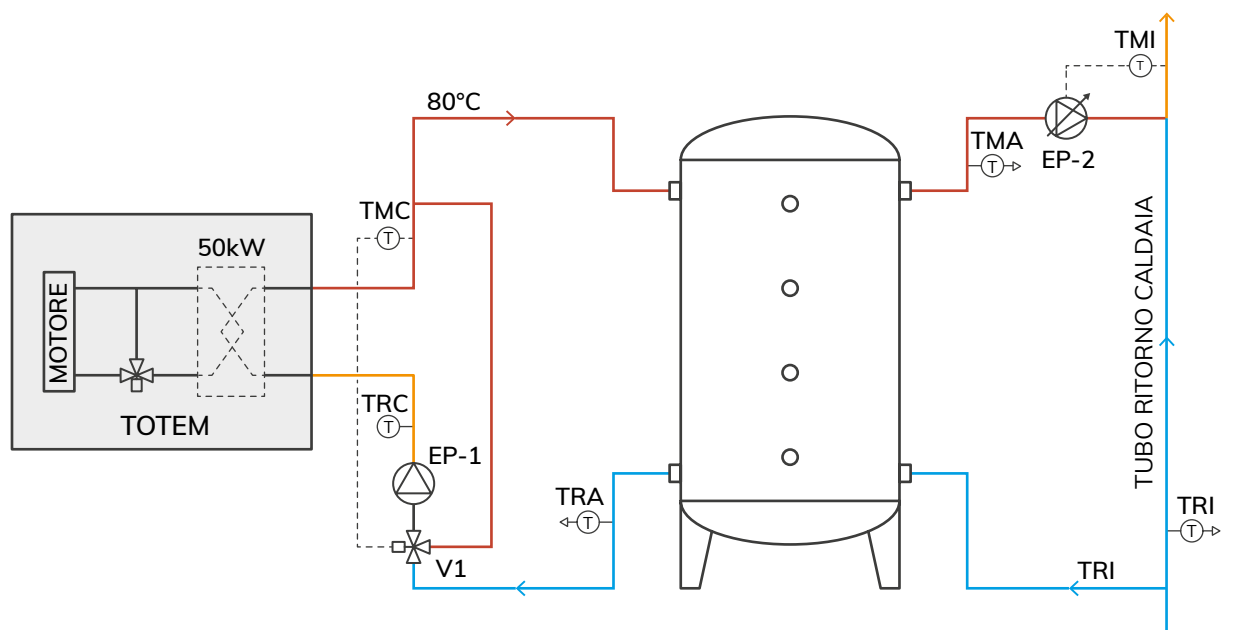 TMI
80°C
TMA
T
T
EP-2
TMC
T
50kW
TUBO RITORNO CALDAIA
MOTORE
TRC
T
TOTEM
EP-1
TRA
T
TRI
T
V1
TRI